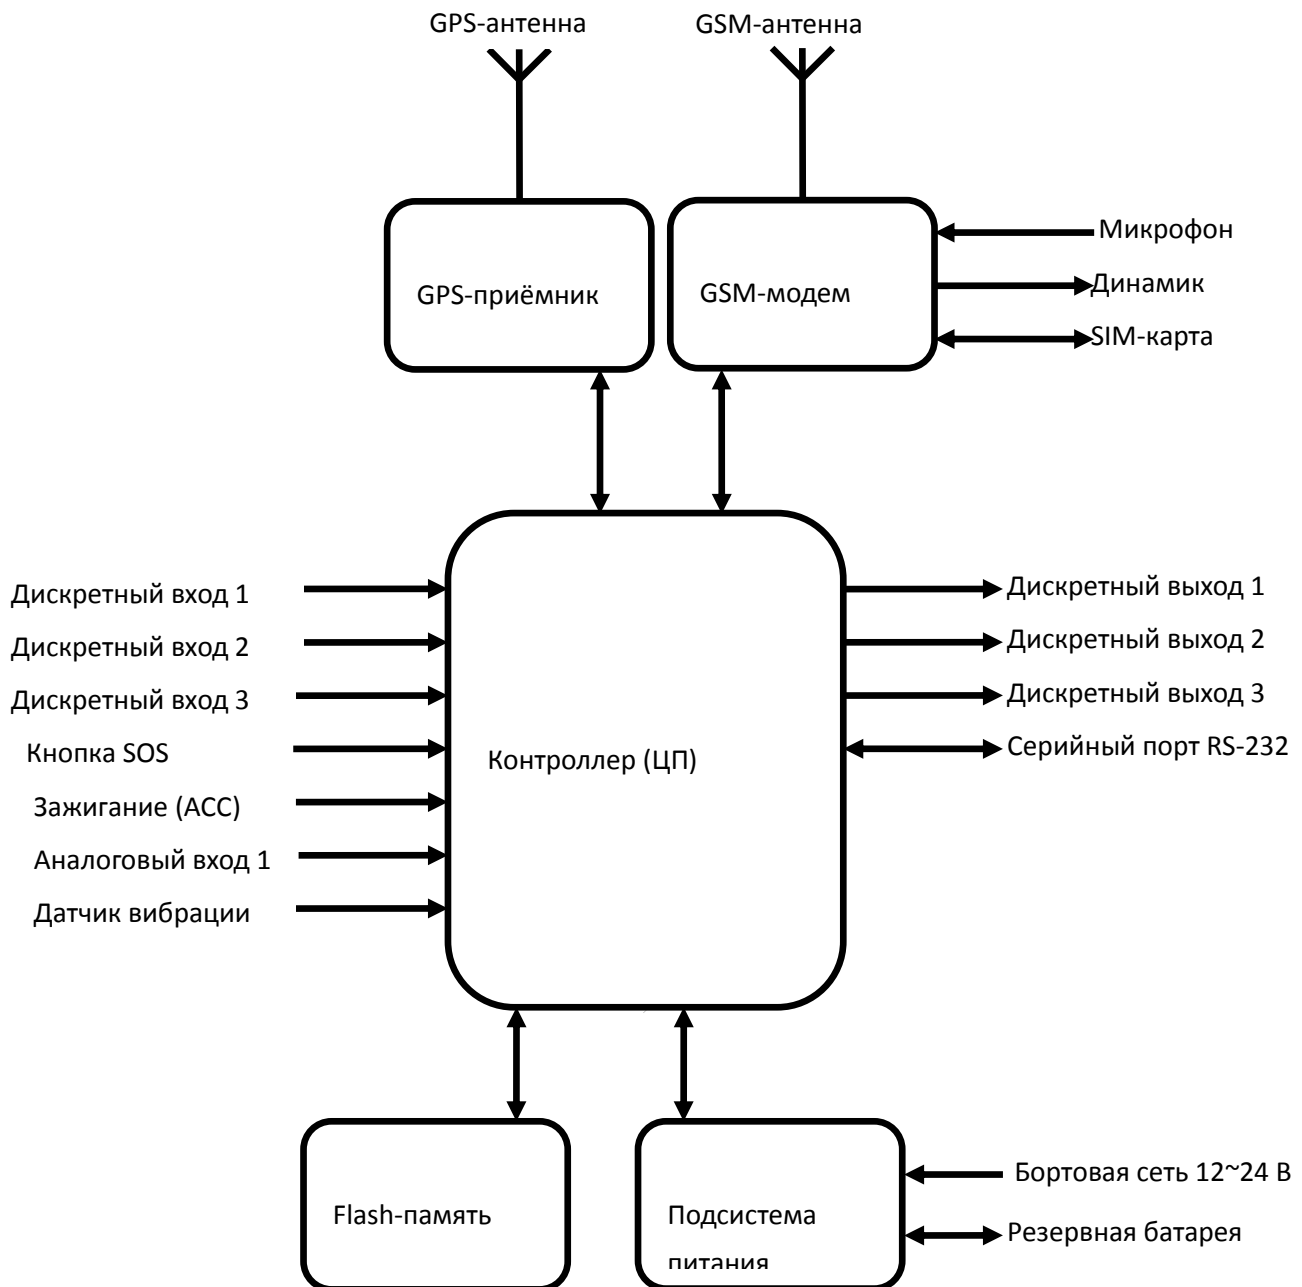 GPS-антенна
GSM-антенна
GPS-приёмник
GSM-модем
Микрофон
Динамик
SIM-карта
Дискретный вход 1
Дискретный вход 2
Дискретный вход 3
Кнопка SOS
Зажигание (ACC)
Аналоговый вход 1
Датчик вибрации
Контроллер (ЦП)
Дискретный выход 1
Дискретный выход 2
Дискретный выход 3
Серийный порт RS-232
Flash-память
Подсистема
питания
Бортовая сеть 12~24 В
Резервная батарея